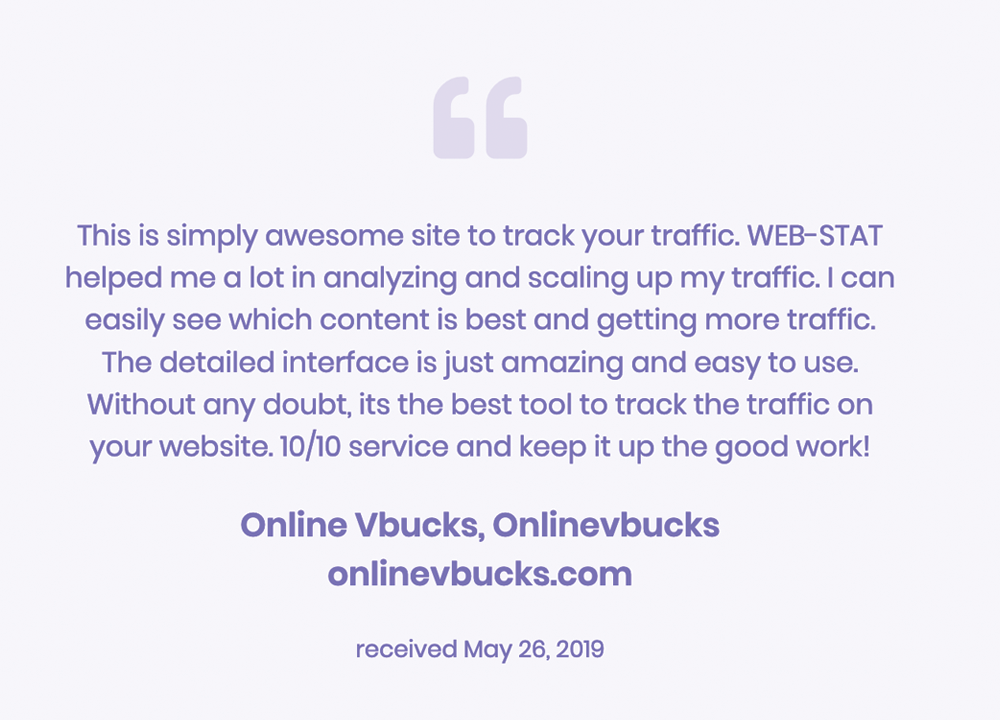 This is simply awesome site to track your traffic. WEB-STAT
helped me a lot in analyzing and scaling up my traffic. I can
easily see which content is best and getting more traffic.
The detailed interface is just amazing and easy to use.
Without any doubt, its the best tool to track the traffic on
your website. 10/10 service and keep it up the good work!
Online Vbucks, Onlinevbucks
onlinevbucks.com
received May 26, 2019